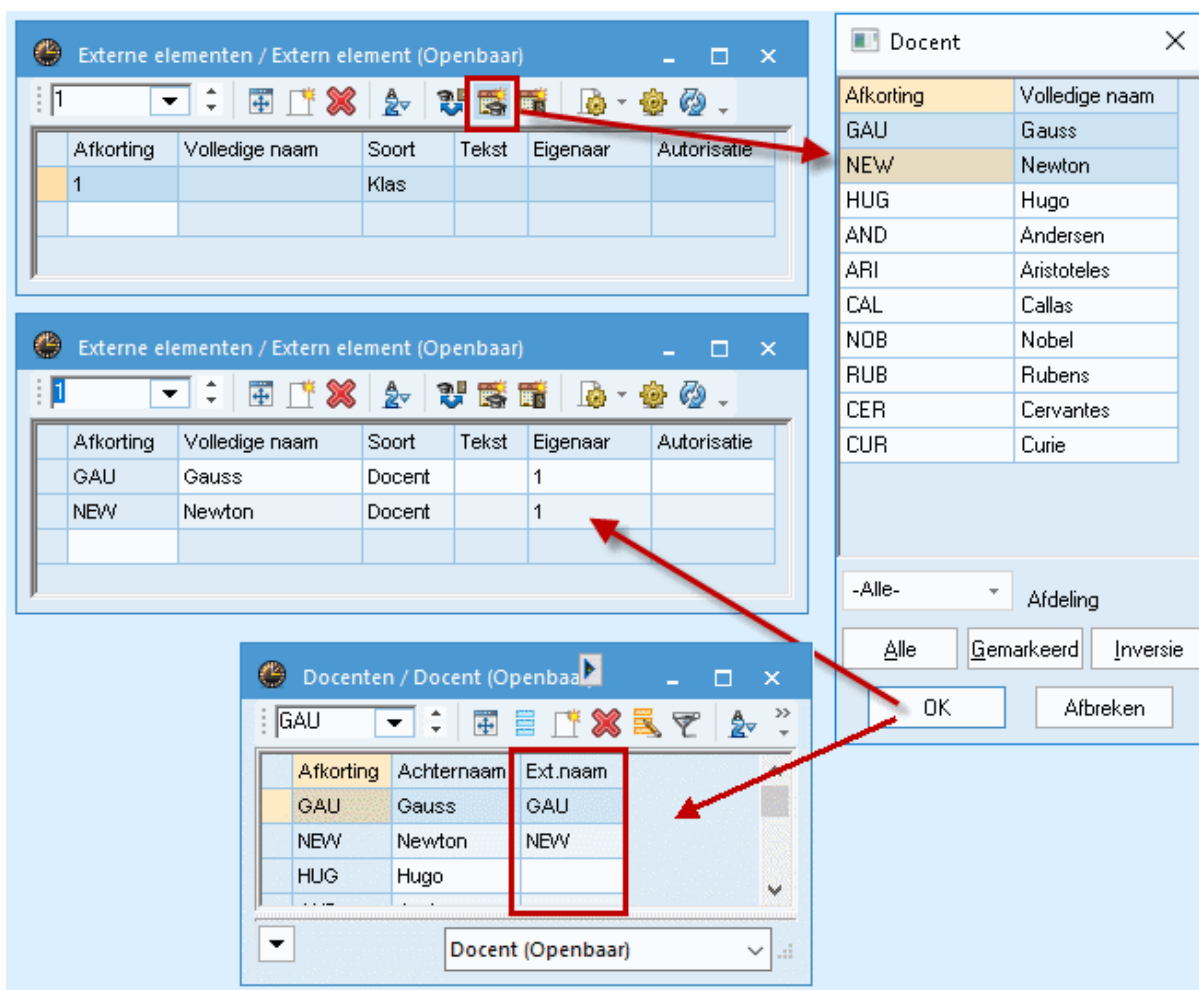 Externe elementen / Extern element (Openbaar)
1
Afkorting Volledige naam Soort Tekst Eigenaar Autorisatie
1 Klas
Externe elementen / Extern element (Openbaar)
1
Afkorting Volledige naam Soort Tekst Eigenaar Autorisatie
GAU Gauss Docent 1
NEW Newton Docent 1
Docenten / Docent (Openbaa
GAU
Afkorting Achternaam Ext.naam
GAU Gauss GAU
NEW Newton NEW
HUG Hugo
Docent (Openbaar)
Docent
Afkorting Volledige naam
GAU Gauss
NEW Newton
HUG Hugo
AND Andersen
ARI Aristoteles
CAL Callas
NOB Nobel
RUB Rubens
CER Cervantes
CUR Curie
-Alle- Afdeling
Alle Gemarkeerd Inversie
OK Afbreken